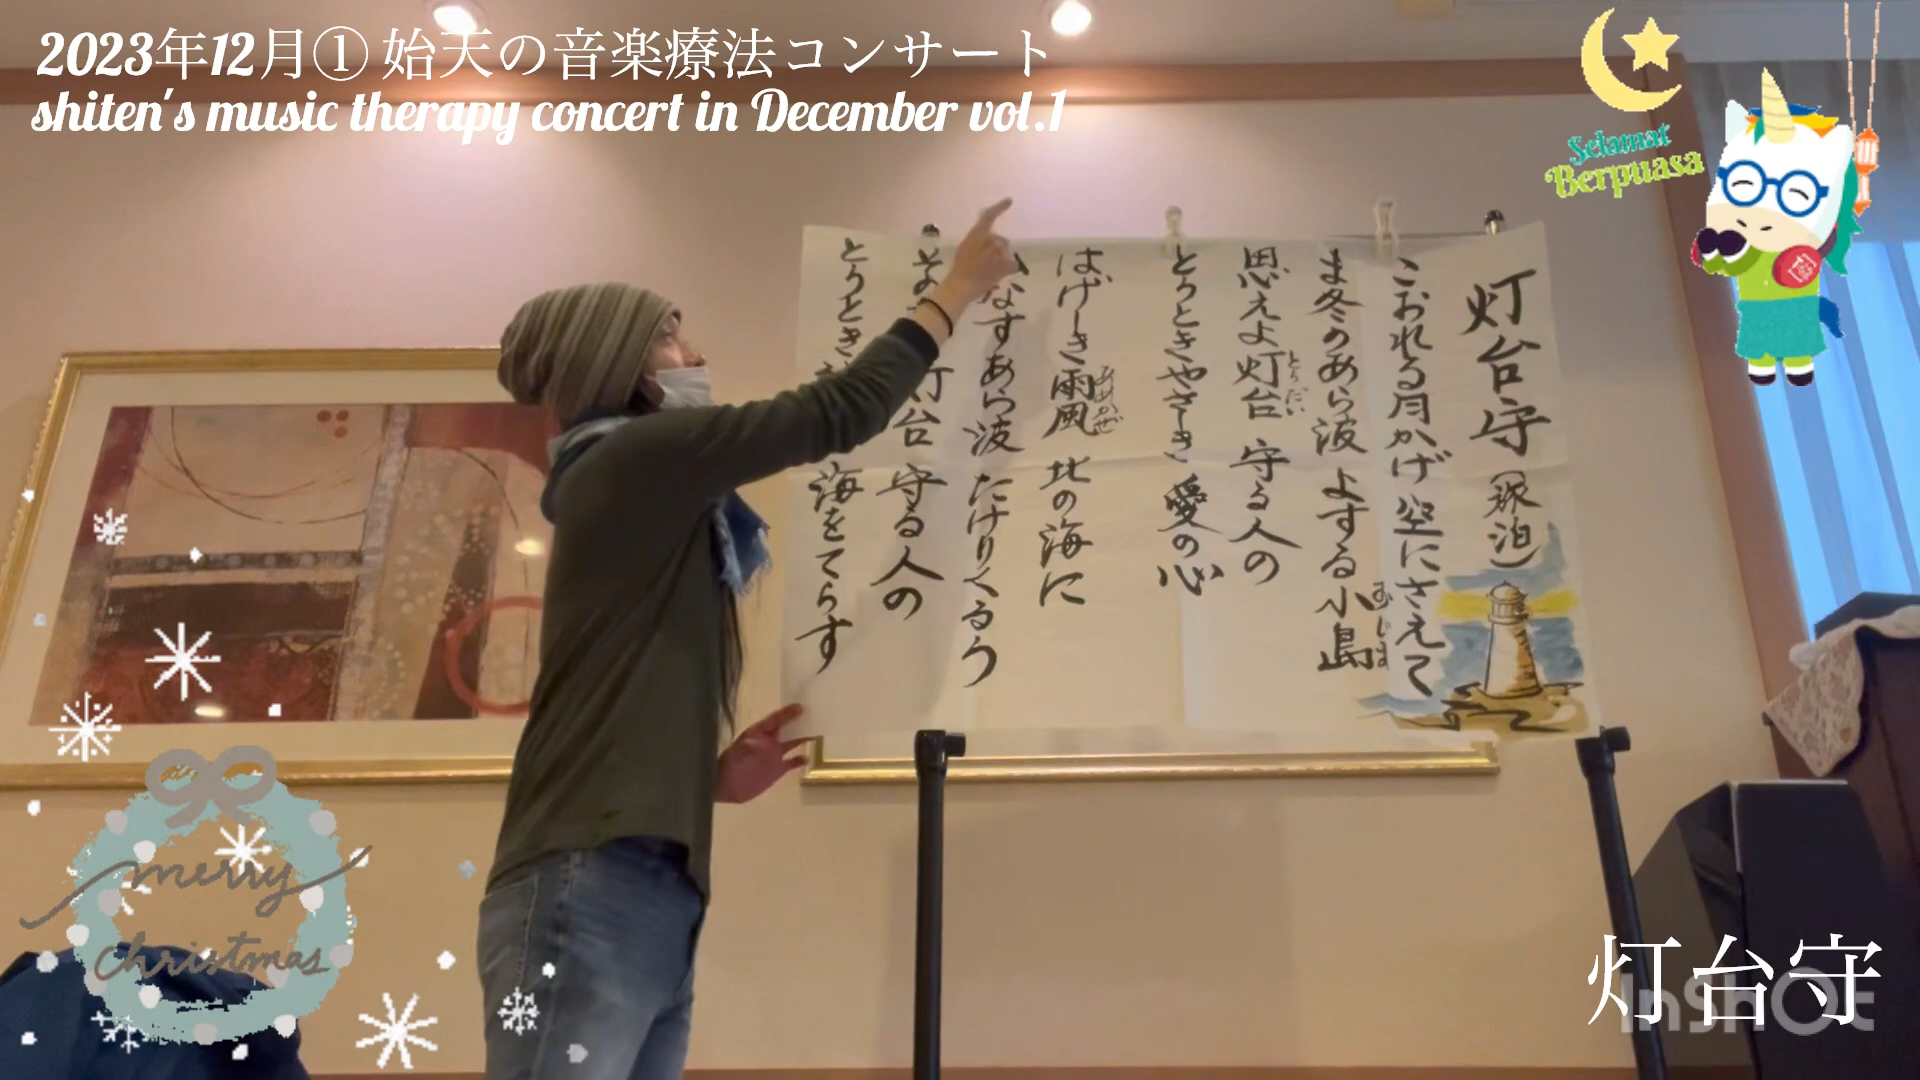 2023年12月① 始天の音楽療法コンサート
shiten's music therapy concert in December vol.1
Selamat
Berpuasa
灯台守（歌泊）
こおれる月かげ 空にさえて
ま冬のあら波 よする小島
おじま
思えよ灯台 守る人の
とうだい
とうときやさしき 愛の心
はげしき雨風 北の海に
あめかぜ
なすあら波 たけりくるう
灯台 守る人の
とうとき 海をてらす
merry
christmas
灯台守
InShOt